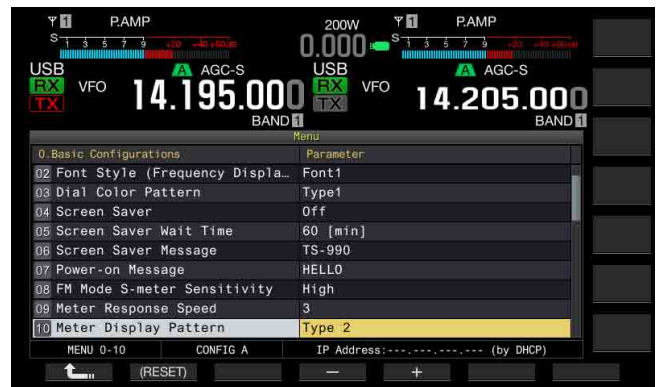 1 P.AMP 200W 1 P.AMP
S 1 3 5 7 9 +20 +40 +60dB 0.000 S 1 3 5 7 9 +20 +40 +60dB
USB A AGC-S USB A AGC-S
RX VFO 14.195.000 RX VFO 14.205.000
TX TX
BAND 1 BAND 1
Menu
0.Basic Configurations Parameter
02 Font Style (Frequency Displa… Font1
03 Dial Color Pattern Type1
04 Screen Saver Off
05 Screen Saver Wait Time 60 [min]
06 Screen Saver Message TS-990
07 Power-on Message HELLO
08 FM Mode S-meter Sensitivity High
09 Meter Response Speed 3
10 Meter Display Pattern Type 2
MENU 0-10 CONFIG A IP Address:---.---.---.--- (by DHCP)
(RESET) − +